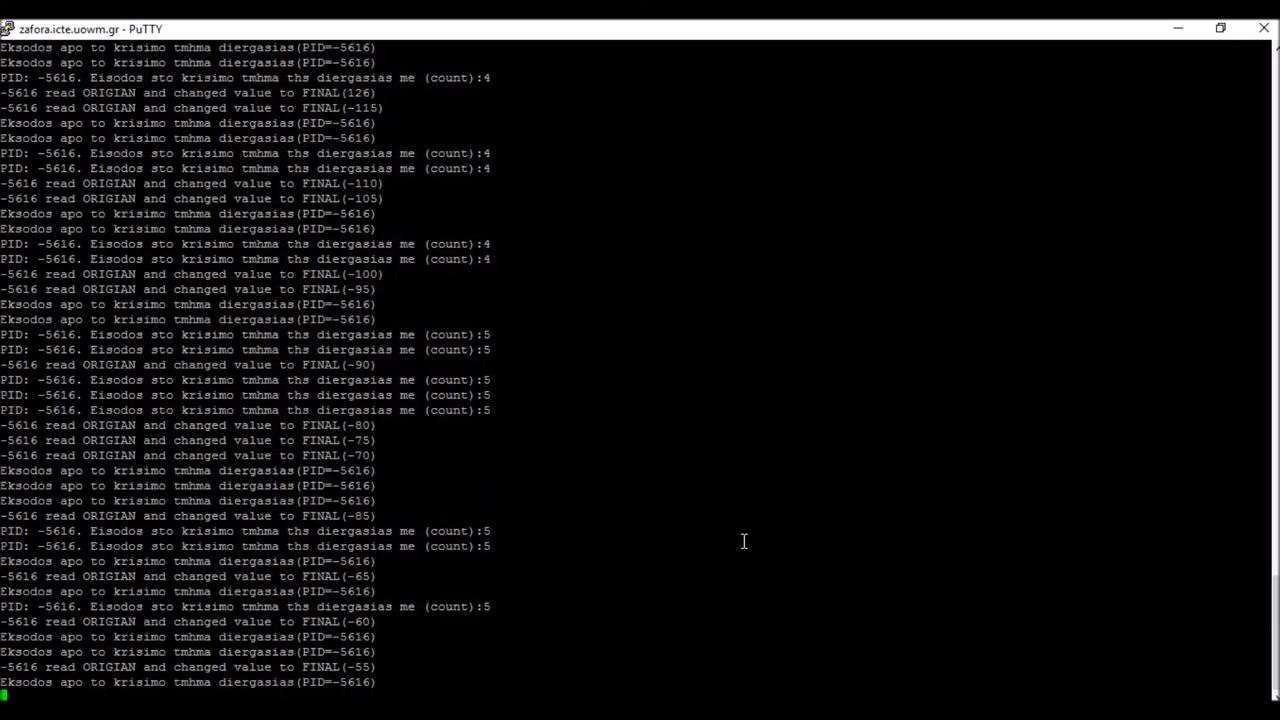 zafora.icte.uowm.gr - PuTTY
Eksodos apo to krisimo tmhma diergasias(PID=-5616)
Eksodos apo to krisimo tmhma diergasias(PID=-5616)
PID: -5616. Eisodos sto krisimo tmhma ths diergasias me (count):4
-5616 read ORIGIAN and changed value to FINAL(126)
-5616 read ORIGIAN and changed value to FINAL(-115)
Eksodos apo to krisimo tmhma diergasias(PID=-5616)
Eksodos apo to krisimo tmhma diergasias(PID=-5616)
PID: -5616. Eisodos sto krisimo tmhma ths diergasias me (count):4
PID: -5616. Eisodos sto krisimo tmhma ths diergasias me (count):4
-5616 read ORIGIAN and changed value to FINAL(-110)
-5616 read ORIGIAN and changed value to FINAL(-105)
Eksodos apo to krisimo tmhma diergasias(PID=-5616)
Eksodos apo to krisimo tmhma diergasias(PID=-5616)
PID: -5616. Eisodos sto krisimo tmhma ths diergasias me (count):4
PID: -5616. Eisodos sto krisimo tmhma ths diergasias me (count):4
-5616 read ORIGIAN and changed value to FINAL(-100)
-5616 read ORIGIAN and changed value to FINAL(-95)
Eksodos apo to krisimo tmhma diergasias(PID=-5616)
Eksodos apo to krisimo tmhma diergasias(PID=-5616)
PID: -5616. Eisodos sto krisimo tmhma ths diergasias me (count):5
PID: -5616. Eisodos sto krisimo tmhma ths diergasias me (count):5
-5616 read ORIGIAN and changed value to FINAL(-90)
PID: -5616. Eisodos sto krisimo tmhma ths diergasias me (count):5
PID: -5616. Eisodos sto krisimo tmhma ths diergasias me (count):5
PID: -5616. Eisodos sto krisimo tmhma ths diergasias me (count):5
-5616 read ORIGIAN and changed value to FINAL(-80)
-5616 read ORIGIAN and changed value to FINAL(-75)
-5616 read ORIGIAN and changed value to FINAL(-70)
Eksodos apo to krisimo tmhma diergasias(PID=-5616)
Eksodos apo to krisimo tmhma diergasias(PID=-5616)
Eksodos apo to krisimo tmhma diergasias(PID=-5616)
-5616 read ORIGIAN and changed value to FINAL(-85)
PID: -5616. Eisodos sto krisimo tmhma ths diergasias me (count):5
PID: -5616. Eisodos sto krisimo tmhma ths diergasias me (count):5
Eksodos apo to krisimo tmhma diergasias(PID=-5616)
-5616 read ORIGIAN and changed value to FINAL(-65)
Eksodos apo to krisimo tmhma diergasias(PID=-5616)
PID: -5616. Eisodos sto krisimo tmhma ths diergasias me (count):5
-5616 read ORIGIAN and changed value to FINAL(-60)
Eksodos apo to krisimo tmhma diergasias(PID=-5616)
Eksodos apo to krisimo tmhma diergasias(PID=-5616)
-5616 read ORIGIAN and changed value to FINAL(-55)
Eksodos apo to krisimo tmhma diergasias(PID=-5616)